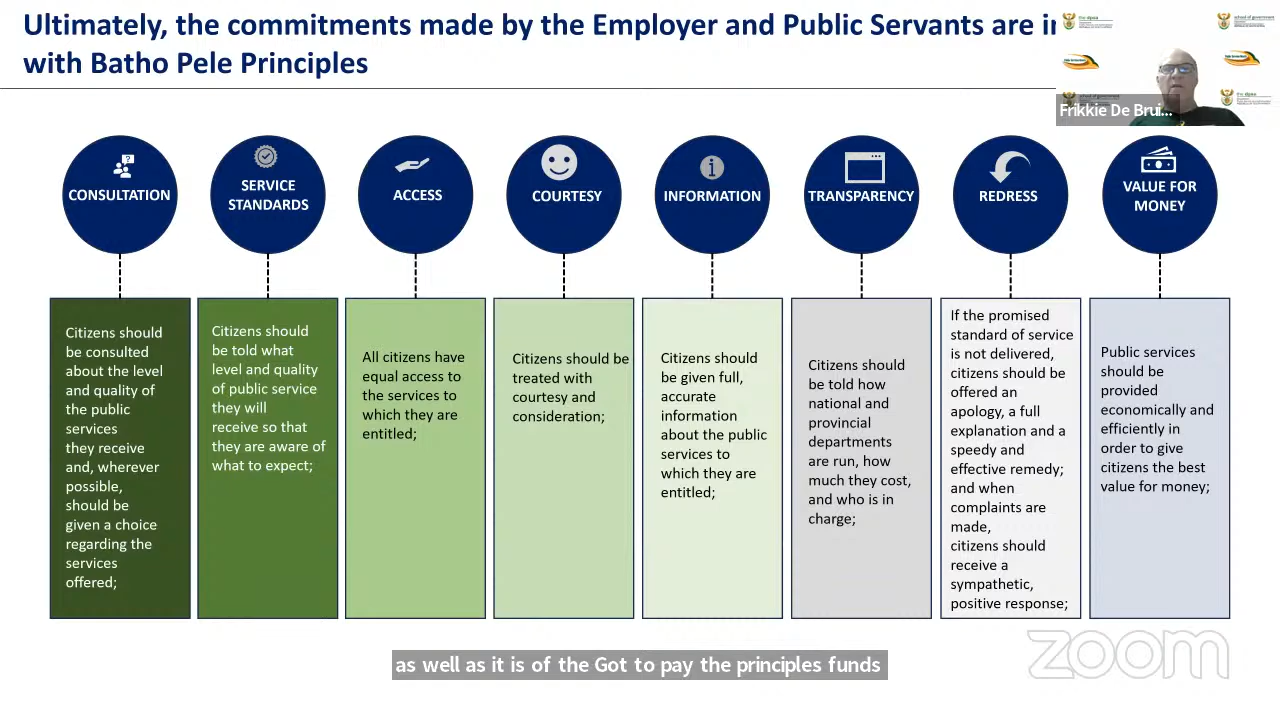 Ultimately, the commitments made by the Employer and Public Servants are in
with Batho Pele Principles
Frikkie De Brui...
CONSULTATION
SERVICE
STANDARDS
ACCESS
COURTESY
INFORMATION
TRANSPARENCY
REDRESS
VALUE FOR
MONEY
Citizens should
be consulted
about the level
and quality of
the public
services
they receive
and, wherever
possible,
should be
given a choice
regarding the
services
offered;
Citizens should
be told what
level and quality
of public service
they will
receive so that
they are aware of
what to expect;
All citizens have
equal access to
the services to
which they are
entitled;
Citizens should be
treated with
courtesy and
consideration;
Citizens should
be given full,
accurate
information
about the public
services to
which they are
entitled;
Citizens should
be told how
national and
provincial
departments
are run, how
much they cost,
and who is in
charge;
If the promised
standard of service
is not delivered,
citizens should be
offered an
apology, a full
explanation and a
speedy and
effective remedy;
and when
complaints are
made,
citizens should
receive a
sympathetic,
positive response;
Public services
should be
provided
economically and
efficiently in
order to give
citizens the best
value for money;
zoom
as well as it is of the Got to pay the principles funds